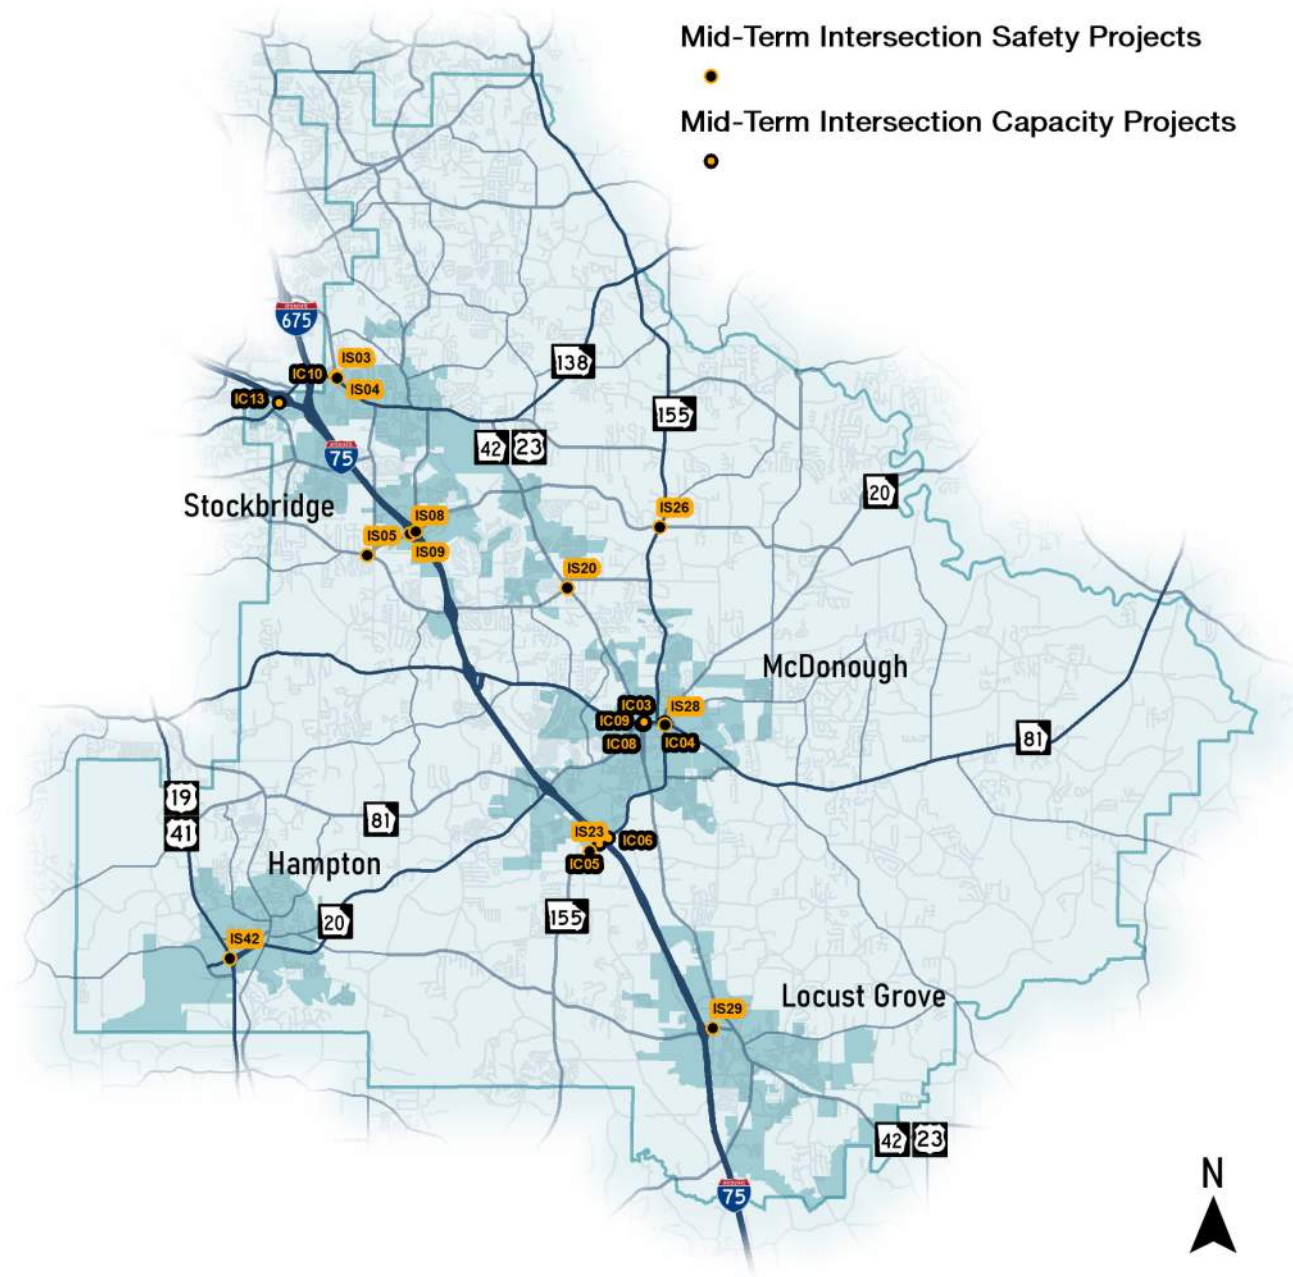 Mid-Term Intersection Safety Projects
Mid-Term Intersection Capacity Projects
675
IS03
138
IC10
IS04
IC13
155
42 23
75
20
Stockbridge
IS08
IS26
IS05
IS09
IS20
McDonough
IC03
IS28
IC09
IC08
IC04
81
19
81
41
IS23
IC06
Hampton
IC05
20
155
IS42
Locust Grove
IS29
42 23
N
75